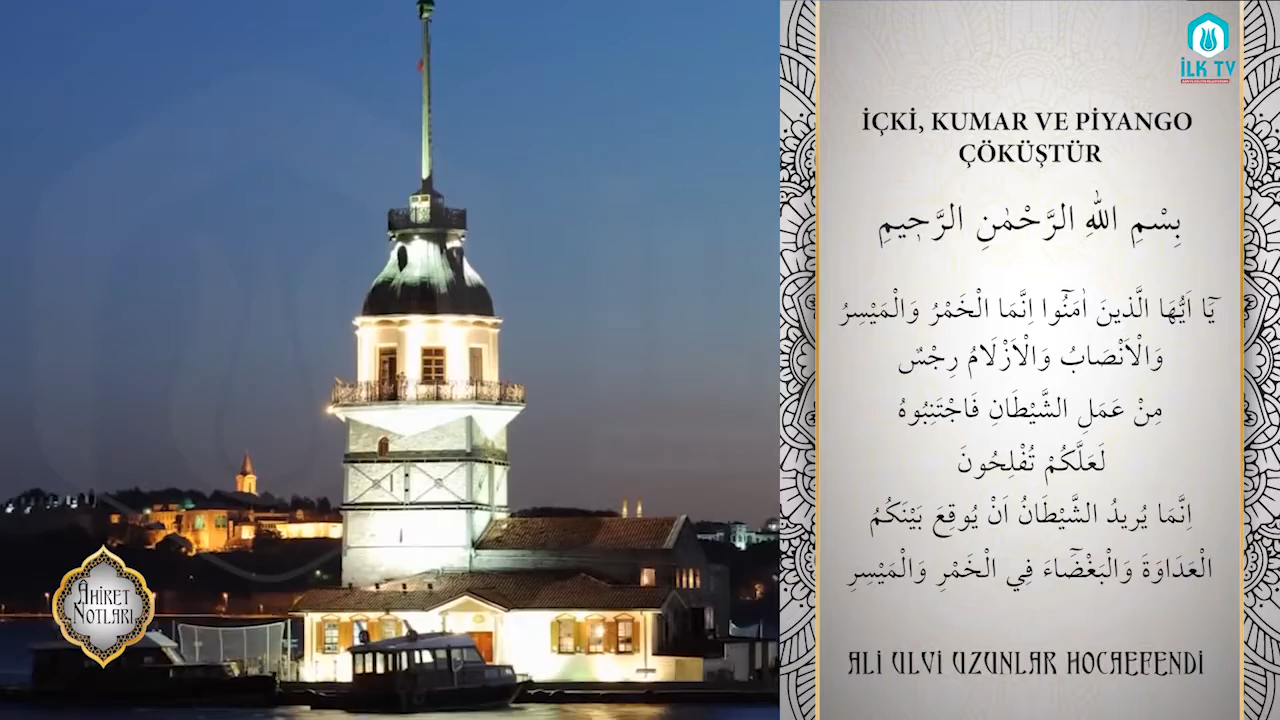 İLK TV
İÇKİ, KUMAR VE PİYANGO
ÇÖKÜŞTÜR
بِسْمِ اللّٰهِ الرَّحْمٰنِ الرَّحٖيمِ
يَٓا اَيُّهَا الَّذينَ اٰمَنُٓوا اِنَّمَا الْخَمْرُ وَالْمَيْسِرُ
وَالْاَنْصَابُ وَالْاَزْلَامُ رِجْسٌ
مِنْ عَمَلِ الشَّيْطَانِ فَاجْتَنِبُوهُ
لَعَلَّكُمْ تُفْلِحُونَ
اِنَّمَا يُريدُ الشَّيْطَانُ اَنْ يُوقِعَ بَيْنَكُمُ
الْعَدَاوَةَ وَالْبَغْضَٓاءَ فِي الْخَمْرِ وَالْمَيْسِرِ
ALİ ULVİ UZUNLAR HOCAEFENDİ
AHİRET
NOTLARI